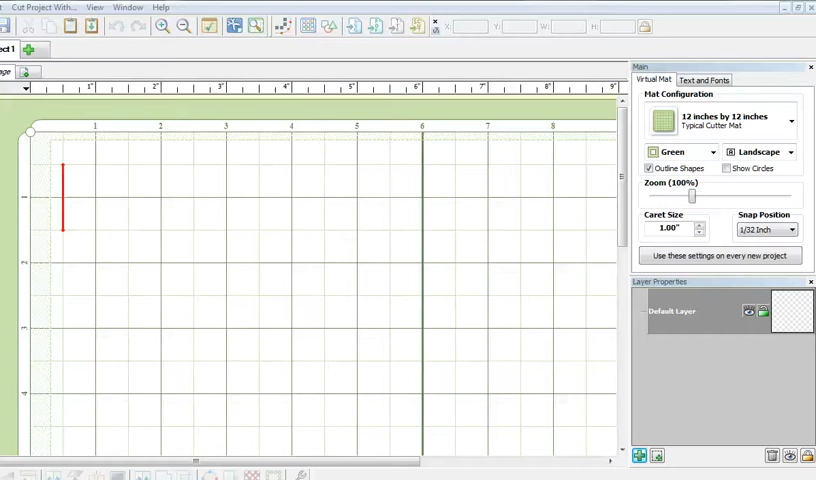 Cut Project With... View Window Help
X: Y: W: H:
ect 1
age
1" 2" 3" 4" 5" 6" 7" 8" 9"
1 2 3 4 5 6 7 8
1
2
3
4
Main
Virtual Mat Text and Fonts
Mat Configuration
12 inches by 12 inches
Typical Cutter Mat
Green Landscape
Outline Shapes Show Circles
Zoom (100%)
Caret Size Snap Position
1.00" 1/32 Inch
Use these settings on every new project
Layer Properties
Default Layer